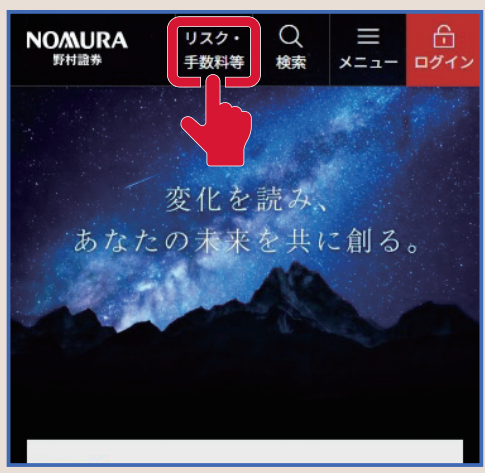 NOMURA
野村證券
リスク・
手数料等
検索
メニュー
ログイン
変化を読み、
あなたの未来を共に創る。